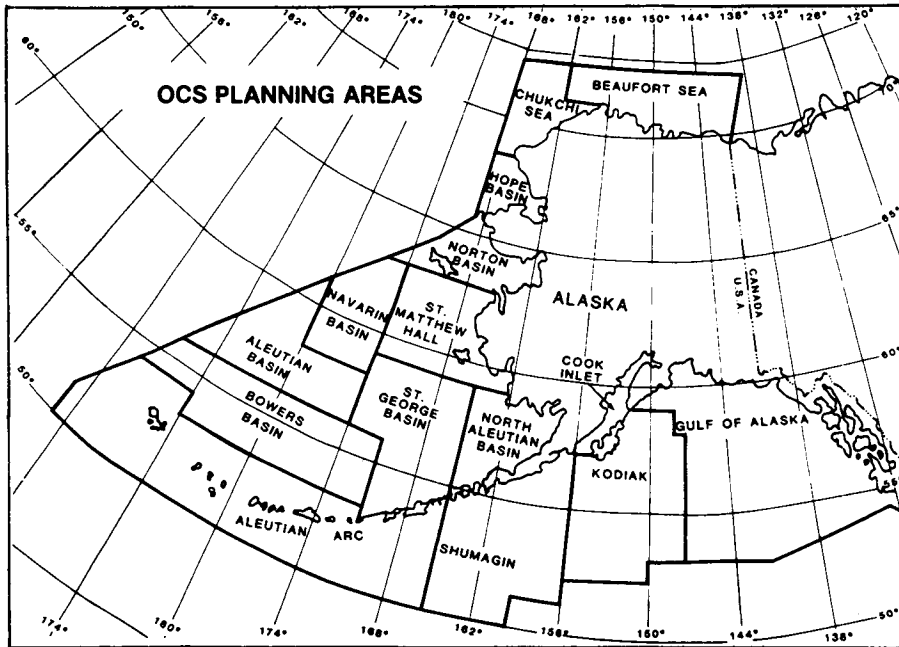 150° 156° 162° 168° 174° 180° 174° 168° 162° 156° 150° 144° 138° 132° 126° 120°
60°
OCS PLANNING AREAS
BEAUFORT SEA
CHUKCHI
SEA
HOPE
BASIN
65°
55°
NORTON
BASIN
ALASKA
CANADA
U.S.A
NAVARIN
BASIN
ST.
MATTHEW
HALL
60°
ALEUTIAN
BASIN
COOK
INLET
50°
BOWERS
BASIN
ST.
GEORGE
BASIN
NORTH
ALEUTIAN
BASIN
GULF OF ALASKA
KODIAK
55°
ALEUTIAN
ARC
SHUMAGIN
50°
174° 180° 174° 168° 162° 156° 150° 144° 138°